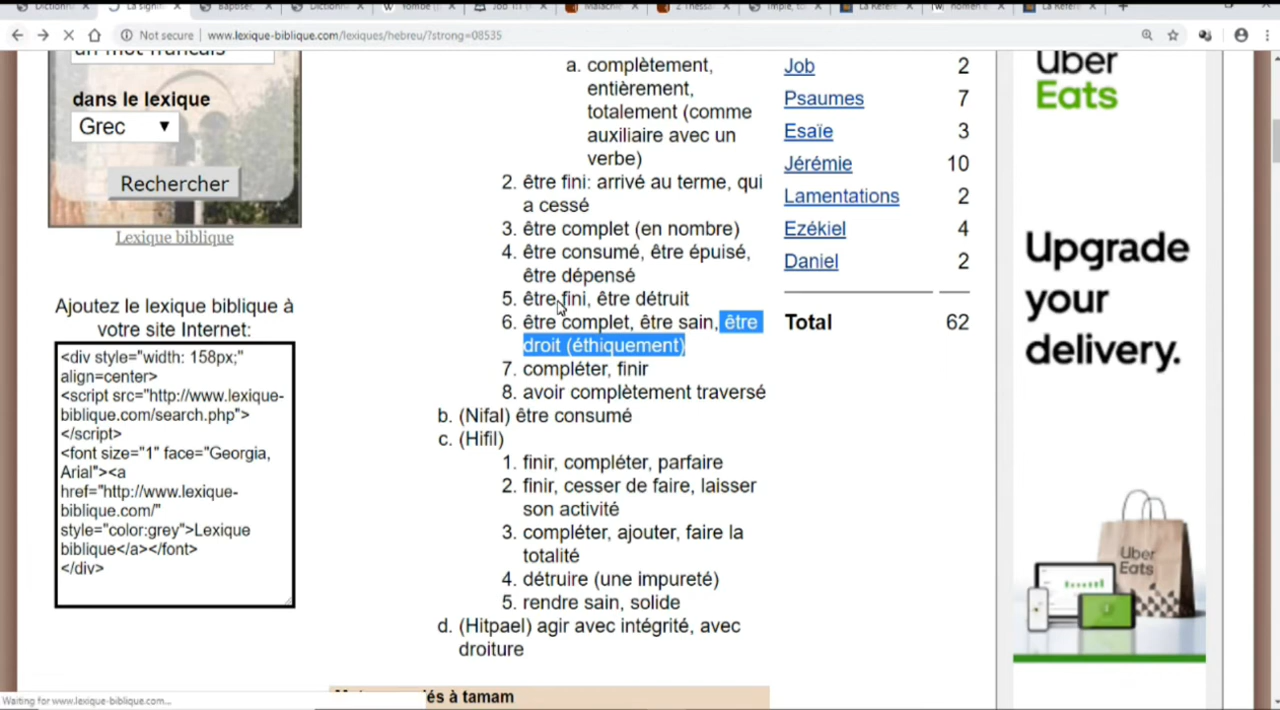 Not secure
www.lexique-biblique.com/lexiques/hebreu/?strong=08535
un mot francais
dans le lexique
Grec
Rechercher
Lexique biblique
Ajoutez le lexique biblique à
votre site Internet:
<div style="width: 158px;"
align=center>
<script src="http://www.lexique-
biblique.com/search.php">
</script>
<font size="1" face="Georgia,
Arial"><a
href="http://www.lexique-
biblique.com/"
style="color:grey">Lexique
biblique</a></font>
</div>
a. complètement,
entièrement,
totalement (comme
auxiliaire avec un
verbe)
2. être fini: arrivé au terme, qui
a cessé
3. être complet (en nombre)
4. être consumé, être épuisé,
être dépensé
5. être fini, être détruit
6. être complet, être sain, être
droit (éthiquement)
7. compléter, finir
8. avoir complètement traversé
b. (Nifal) être consumé
c. (Hifil)
1. finir, compléter, parfaire
2. finir, cesser de faire, laisser
son activité
3. compléter, ajouter, faire la
totalité
4. détruire (une impureté)
5. rendre sain, solide
d. (Hitpael) agir avec intégrité, avec
droiture
és à tamam
Job 2
Psaumes 7
Esaïe 3
Jérémie 10
Lamentations 2
Ezékiel 4
Daniel 2
Total 62
Uber
Eats
Upgrade
your
delivery.
Uber
Eats
Waiting for www.lexique-biblique.com...